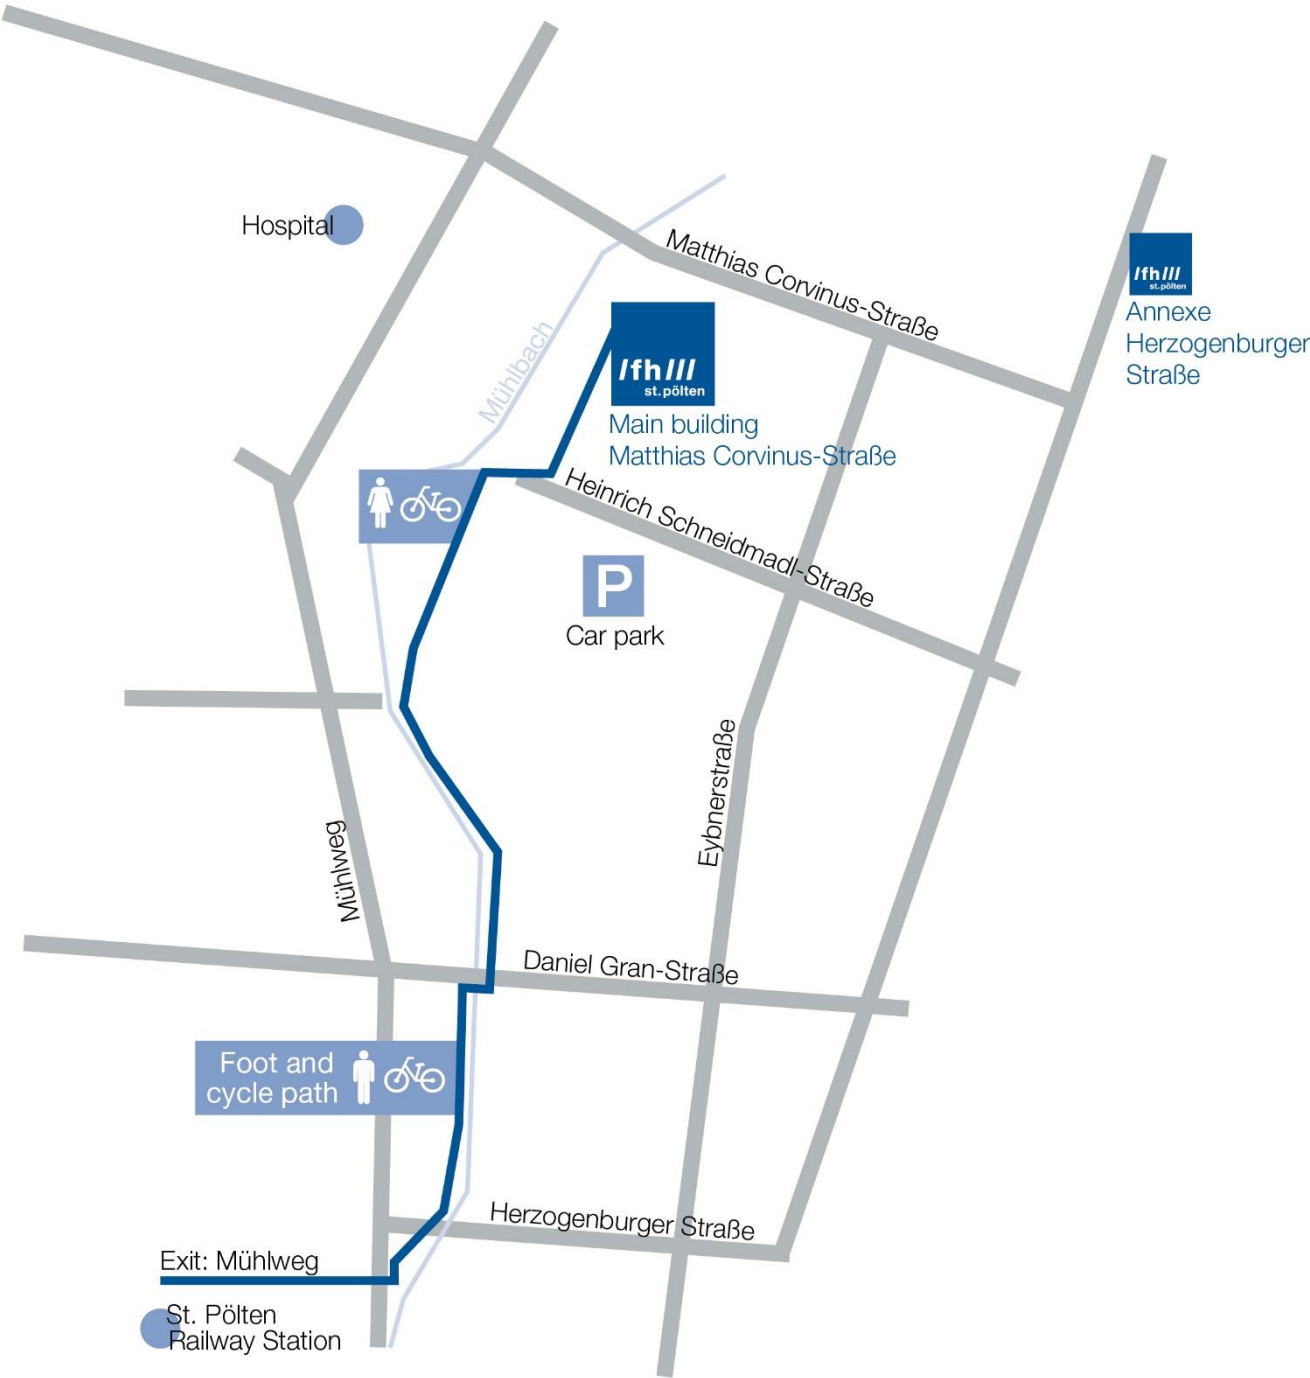 Hospital
Matthias Corvinus-Straße
/fh///
st.pölten
Annexe
Herzogenburger
Straße
Mühlbach
/fh///
st.pölten
Main building
Matthias Corvinus-Straße
Heinrich Schneidmadl-Straße
P
Car park
Eybnerstraße
Mühlweg
Daniel Gran-Straße
Foot and
cycle path
Herzogenburger Straße
Exit: Mühlweg
St. Pölten
Railway Station